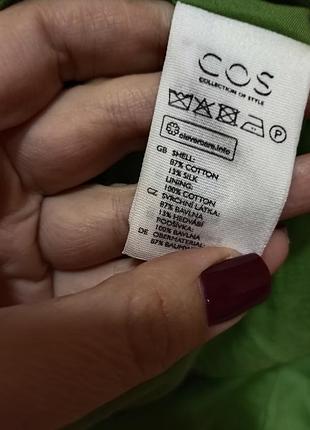 COS
COLLECTION OF STYLE
P
clevercare.info
GB SHELL:
87% COTTON
13% SILK
LINING:
100% COTTON
CZ SVRCHNÍ LÁTKA:
87% BAVLNA
13% HEDVÁBÍ
PODŠÍVKA:
100% BAVLNA
DE OBERMATERIAL:
87% BAUMWOLLE